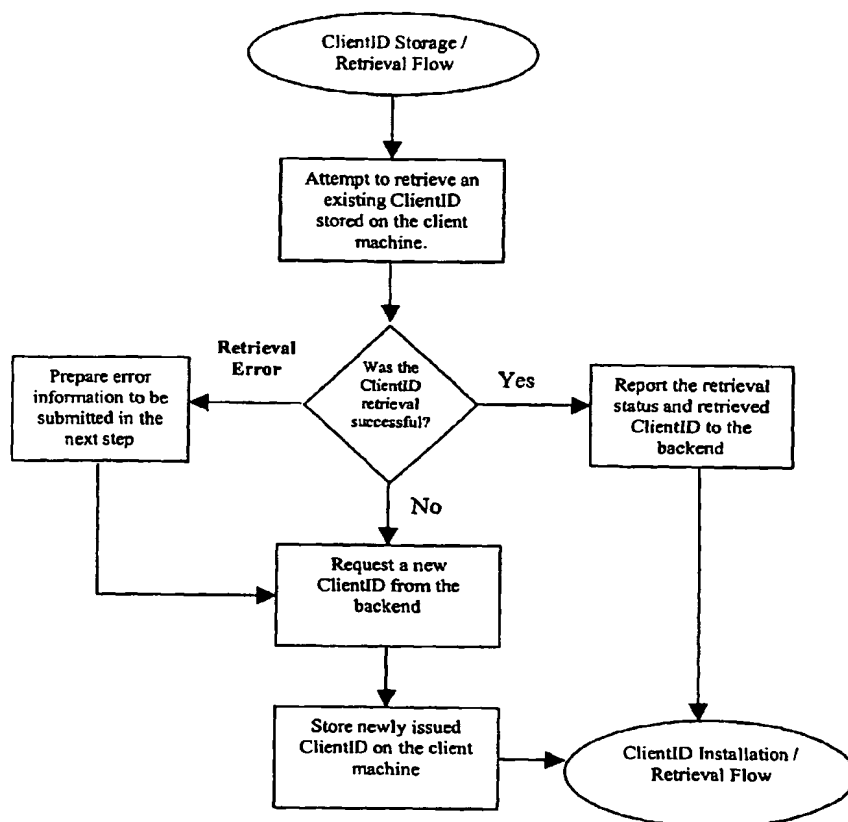 ClientID Storage /
Retrieval Flow
Attempt to retrieve an
existing ClientID
stored on the client
machine.
Retrieval
Error
Was the
ClientID
retrieval
successful?
Yes
Prepare error
information to be
submitted in the
next step
Report the retrieval
status and retrieved
ClientID to the
backend
No
Request a new
ClientID from the
backend
Store newly issued
ClientID on the client
machine
ClientID Installation /
Retrieval Flow